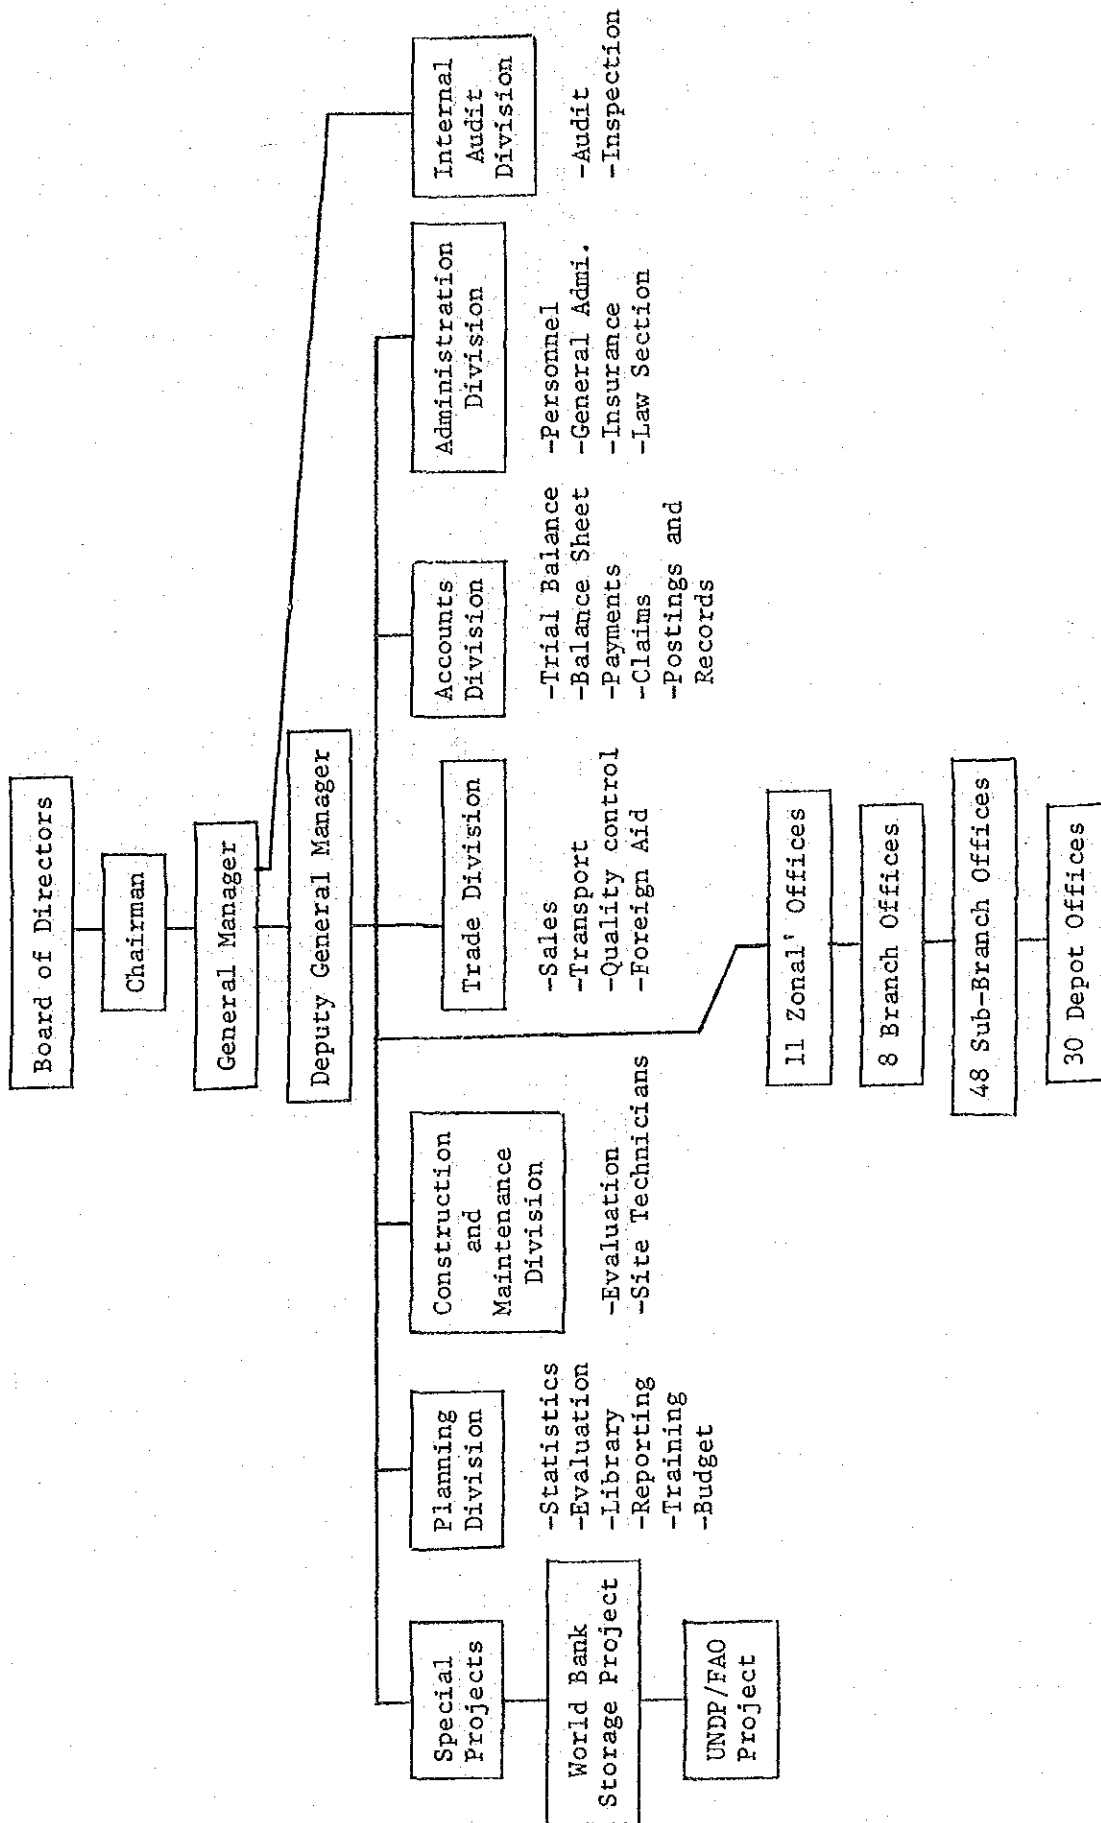 Board of Directors
Chairman
General Manager
Deputy General Manager
Special
Projects
World Bank
Storage Project
UNDP/FAO
Project
Planning
Division
-Statistics
-Evaluation
-Library
-Reporting
-Training
-Budget
Construction
and
Maintenance
Division
-Evaluation
-Site Technicians
Trade Division
-Sales
-Transport
-Quality control
-Foreign Aid
Accounts
Division
-Trial Balance
-Balance Sheet
-Payments
-Claims
-Postings and
Records
Administration
Division
-Personnel
-General Admi.
-Insurance
-Law Section
Internal
Audit
Division
-Audit
-Inspection
11 Zonal' Offices
8 Branch Offices
48 Sub-Branch Offices
30 Depot Offices